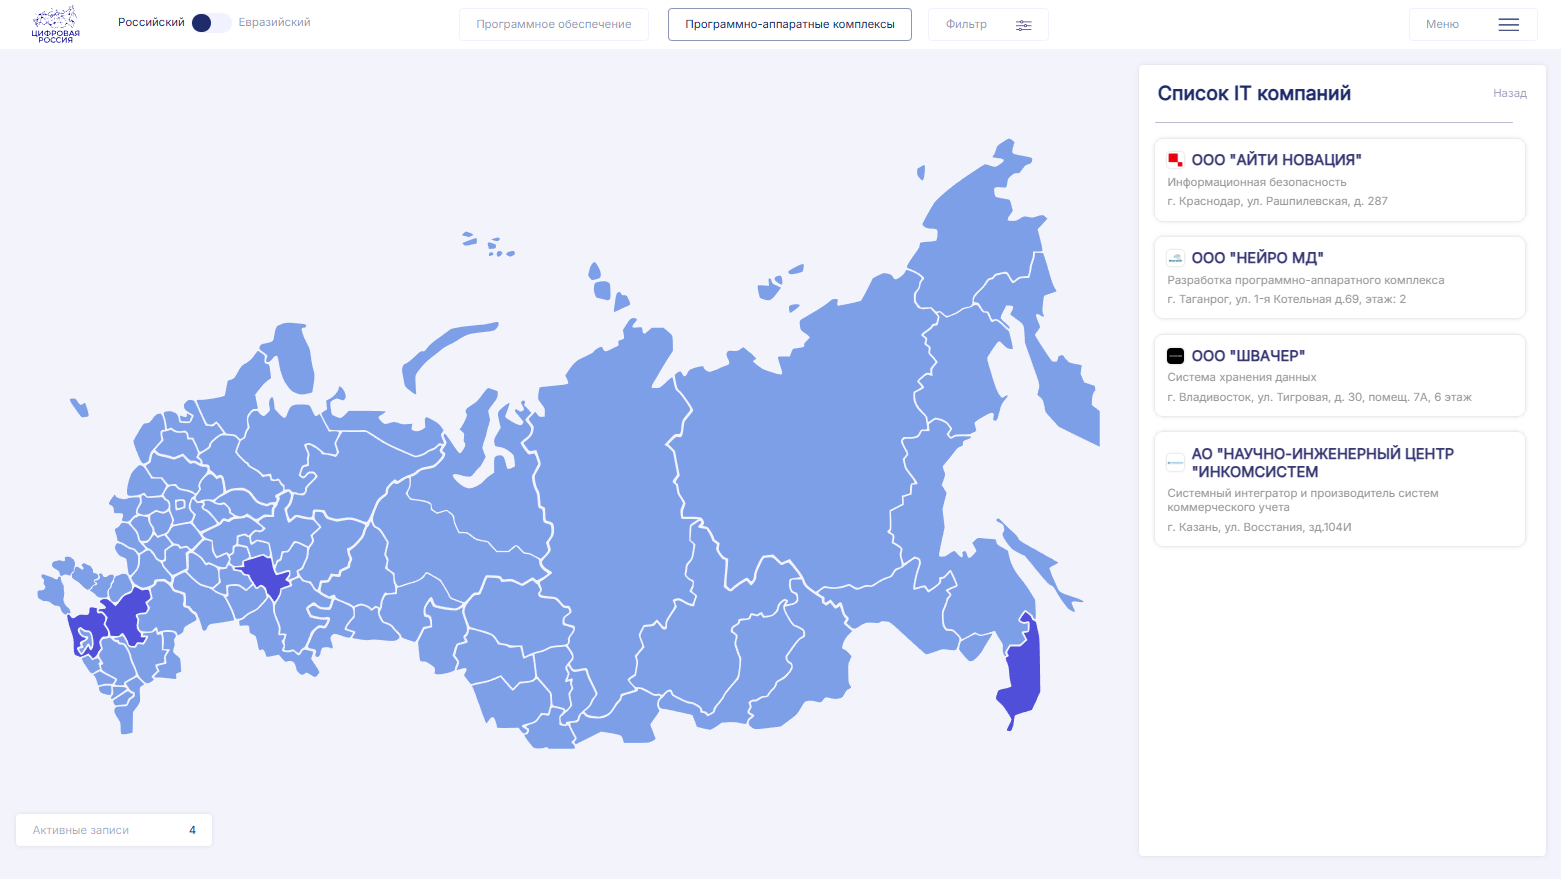 ЦИФРОВАЯ
РОССИЯ
Российский
Евразийский
Программное обеспечение
Программно-аппаратные комплексы
Фильтр
Меню
Список IT компаний
Назад
ООО "АЙТИ НОВАЦИЯ"
Информационная безопасность
г. Краснодар, ул. Рашпилевская, д. 287
ООО "НЕЙРО МД"
Разработка программно-аппаратного комплекса
г. Таганрог, ул. 1-я Котельная д.69, этаж: 2
ООО "ШВАЧЕР"
Система хранения данных
г. Владивосток, ул. Тигровая, д. 30, помещ. 7А, 6 этаж
АО "НАУЧНО-ИНЖЕНЕРНЫЙ ЦЕНТР
"ИНКОМСИСТЕМ
Системный интегратор и производитель систем
коммерческого учета
г. Казань, ул. Восстания, зд.104И
Активные записи
4